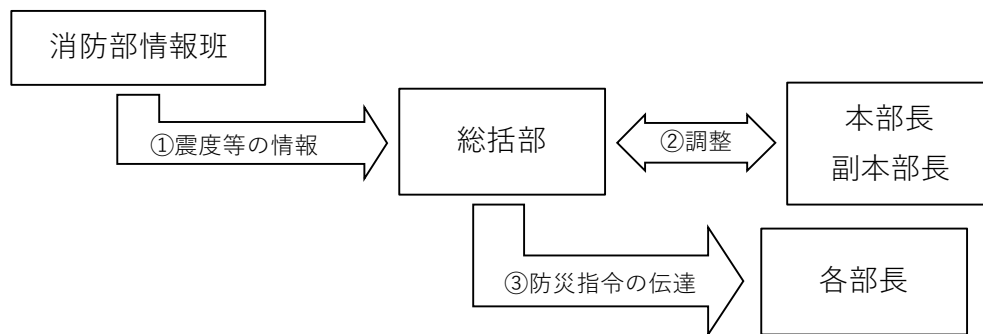 消防部情報班
①震度等の情報
総括部
②調整
本部長
副本部長
③防災指令の伝達
各部長